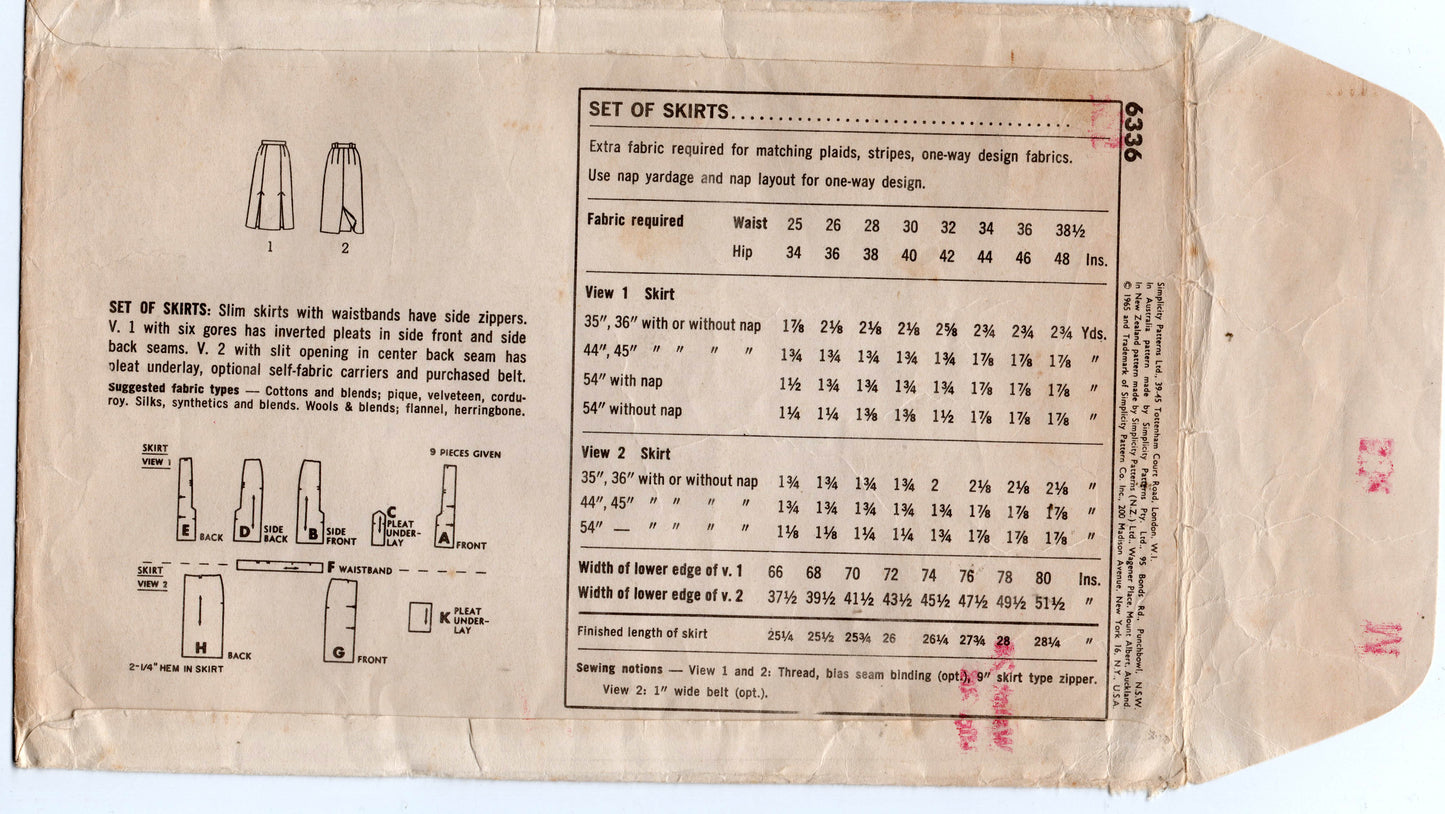 1 2
SET OF SKIRTS: Slim skirts with waistbands have side zippers.
V. 1 with six gores has inverted pleats in side front and side
back seams. V. 2 with slit opening in center back seam has
pleat underlay, optional self-fabric carriers and purchased belt.
Suggested fabric types — Cottons and blends; pique, velveteen, cordu-
roy. Silks, synthetics and blends. Wools & blends; flannel, herringbone.
SKIRT
VIEW 1
9 PIECES GIVEN
E BACK
D SIDE BACK
B SIDE FRONT
C PLEAT UNDER-LAY
A FRONT
SKIRT
VIEW 2
F WAISTBAND
H BACK
G FRONT
K PLEAT UNDER-LAY
2-1/4" HEM IN SKIRT
SET OF SKIRTS........................................
Extra fabric required for matching plaids, stripes, one-way design fabrics.
Use nap yardage and nap layout for one-way design.
Fabric required Waist 25 26 28 30 32 34 36 38½
Hip 34 36 38 40 42 44 46 48 Ins.
View 1 Skirt
35", 36" with or without nap 1⅞ 2⅛ 2⅛ 2⅛ 2⅝ 2¾ 2¾ 2¾ Yds.
44", 45" " " " " 1¾ 1¾ 1¾ 1¾ 1¾ 1⅞ 1⅞ 1⅞ "
54" with nap 1½ 1¾ 1¾ 1¾ 1¾ 1⅞ 1⅞ 1⅞ "
54" without nap 1¼ 1¼ 1⅜ 1⅜ 1½ 1⅞ 1⅞ 1⅞ "
View 2 Skirt
35", 36" with or without nap 1¾ 1¾ 1¾ 1¾ 2 2⅛ 2⅛ 2⅛ "
44", 45" " " " " 1¾ 1¾ 1¾ 1¾ 1¾ 1⅞ 1⅞ 1⅞ "
54" — " " " " 1⅛ 1⅛ 1¼ 1¼ 1¾ 1⅞ 1⅞ 1⅞ "
Width of lower edge of v. 1 66 68 70 72 74 76 78 80 Ins.
Width of lower edge of v. 2 37½ 39½ 41½ 43½ 45½ 47½ 49½ 51½ "
Finished length of skirt 25¼ 25½ 25¾ 26 26¼ 27¾ 28 28¼ "
Sewing notions — View 1 and 2: Thread, bias seam binding (opt.), 9" skirt type zipper.
View 2: 1" wide belt (opt.).
6336
Simplicity Patterns Ltd., 39-45 Tottenham Court Road, London, W.1.
In Australia pattern made by Simplicity Patterns Pty. Ltd., 95 Bonds Rd., Punchbowl, N.S.W.
In New Zealand pattern made by Simplicity Patterns (N.Z.) Ltd., Wagener Place, Mount Albert, Auckland.
© 1965 and Trademark of Simplicity Pattern Co. Inc., 200 Madison Avenue, New York 16, N.Y., U.S.A.